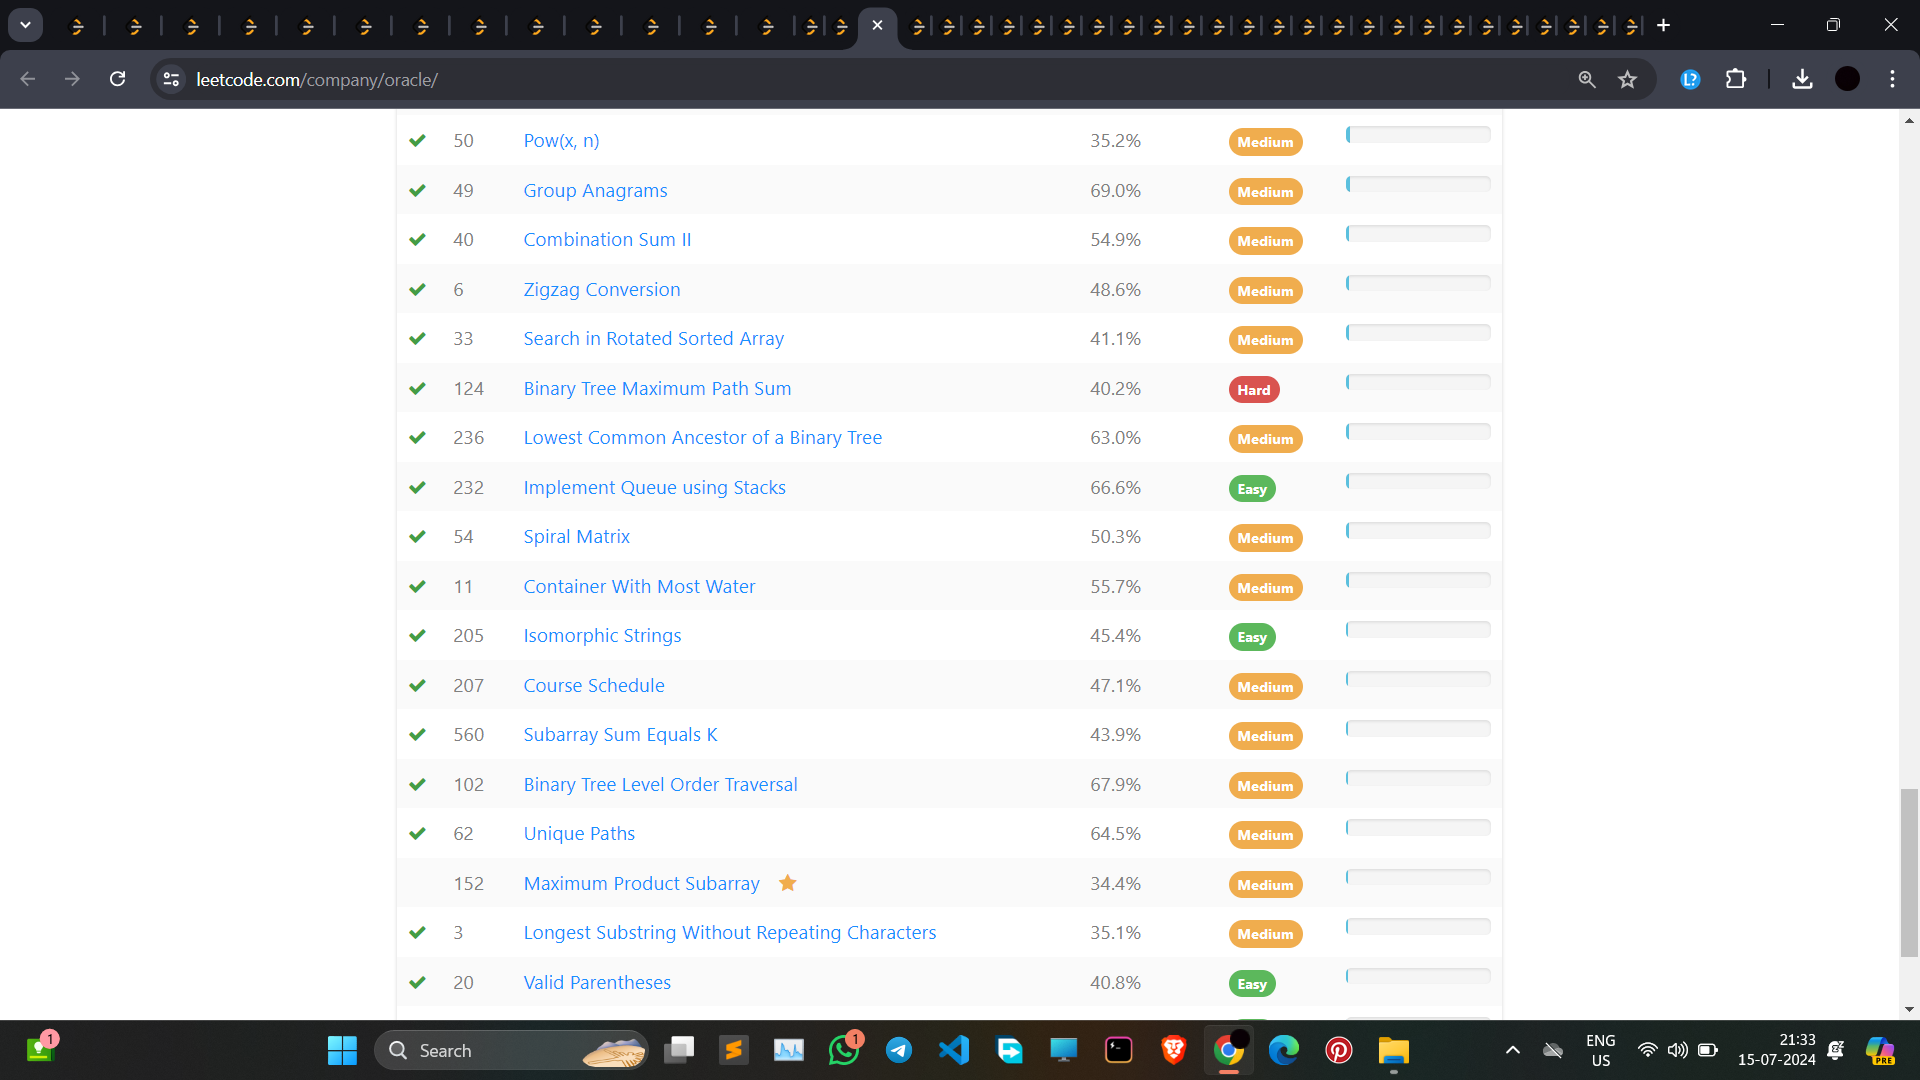 leetcode.com/company/oracle/
50 Pow(x, n) 35.2% Medium
49 Group Anagrams 69.0% Medium
40 Combination Sum II 54.9% Medium
6 Zigzag Conversion 48.6% Medium
33 Search in Rotated Sorted Array 41.1% Medium
124 Binary Tree Maximum Path Sum 40.2% Hard
236 Lowest Common Ancestor of a Binary Tree 63.0% Medium
232 Implement Queue using Stacks 66.6% Easy
54 Spiral Matrix 50.3% Medium
11 Container With Most Water 55.7% Medium
205 Isomorphic Strings 45.4% Easy
207 Course Schedule 47.1% Medium
560 Subarray Sum Equals K 43.9% Medium
102 Binary Tree Level Order Traversal 67.9% Medium
62 Unique Paths 64.5% Medium
152 Maximum Product Subarray 34.4% Medium
3 Longest Substring Without Repeating Characters 35.1% Medium
20 Valid Parentheses 40.8% Easy
1 Search 1 ENG 21:33
US 15-07-2024 PRE